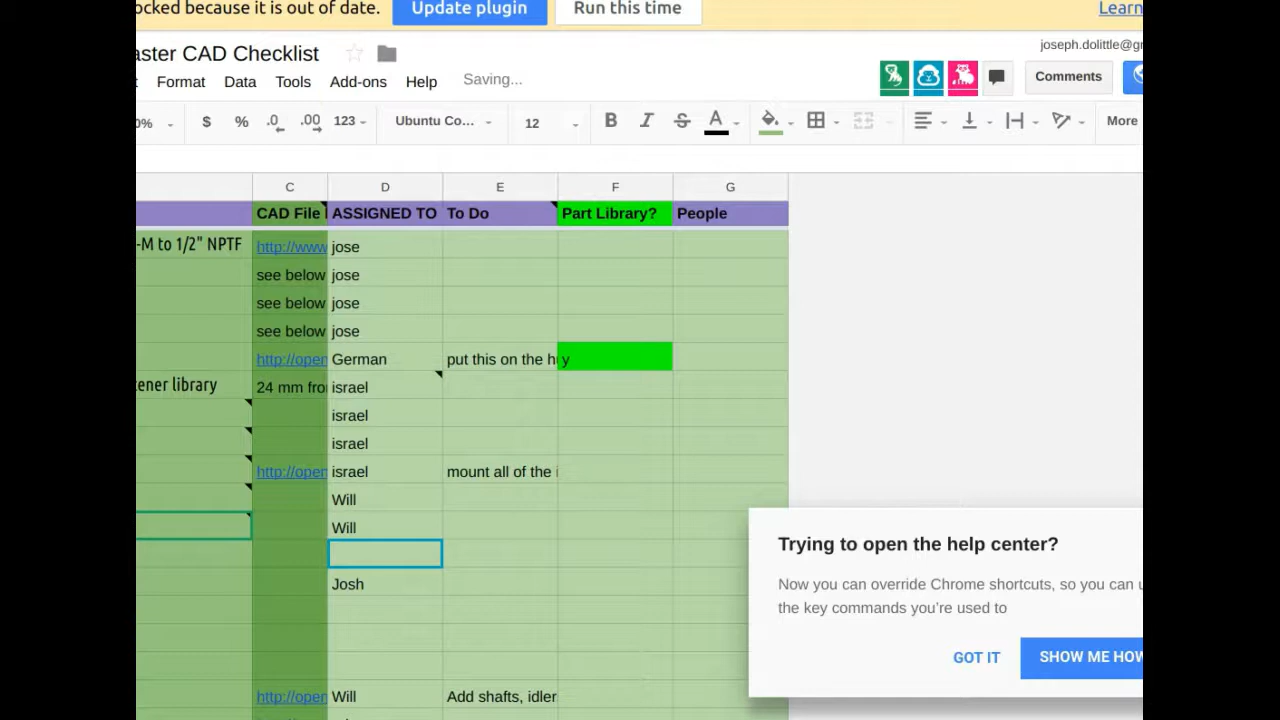 ocked because it is out of date. Update plugin Run this time Learn
aster CAD Checklist
joseph.dolittle@gr
Format Data Tools Add-ons Help Saving...
Comments
0% $ % .0 .00 123 Ubuntu Co... 12 B I S A More
C D E F G
CAD File ASSIGNED TO To Do Part Library? People
-M to 1/2" NPTF http://www jose
see below jose
see below jose
see below jose
http://open German put this on the hy y
ener library 24 mm fro israel
israel
israel
http://open israel mount all of the i
Will
Will
Josh
http://open Will Add shafts, idler
Trying to open the help center?
Now you can override Chrome shortcuts, so you can u
the key commands you're used to
GOT IT SHOW ME HOW